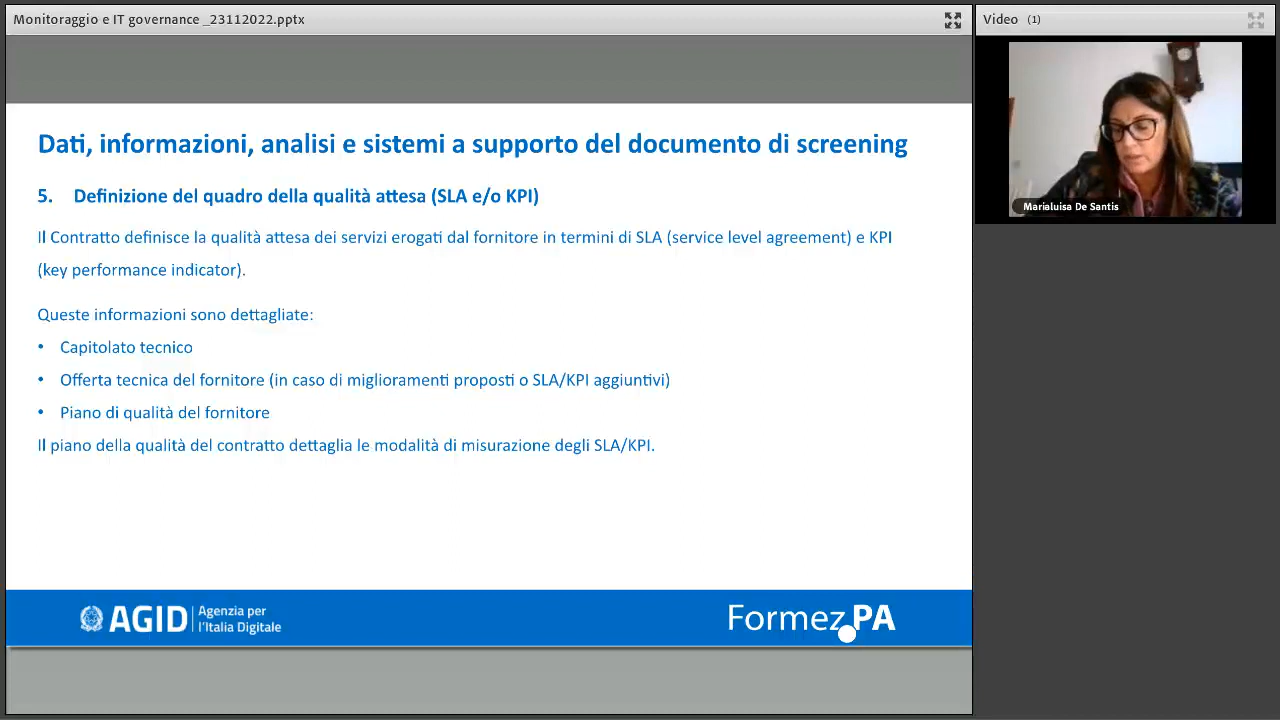 Monitoraggio e IT governance _23112022.pptx
Video (1)
Marialuisa De Santis
Dati, informazioni, analisi e sistemi a supporto del documento di screening
5. Definizione del quadro della qualità attesa (SLA e/o KPI)
Il Contratto definisce la qualità attesa dei servizi erogati dal fornitore in termini di SLA (service level agreement) e KPI
(key performance indicator).
Queste informazioni sono dettagliate:
• Capitolato tecnico
• Offerta tecnica del fornitore (in caso di miglioramenti proposti o SLA/KPI aggiuntivi)
• Piano di qualità del fornitore
Il piano della qualità del contratto dettaglia le modalità di misurazione degli SLA/KPI.
AGID Agenzia per
l'Italia Digitale
Formez PA